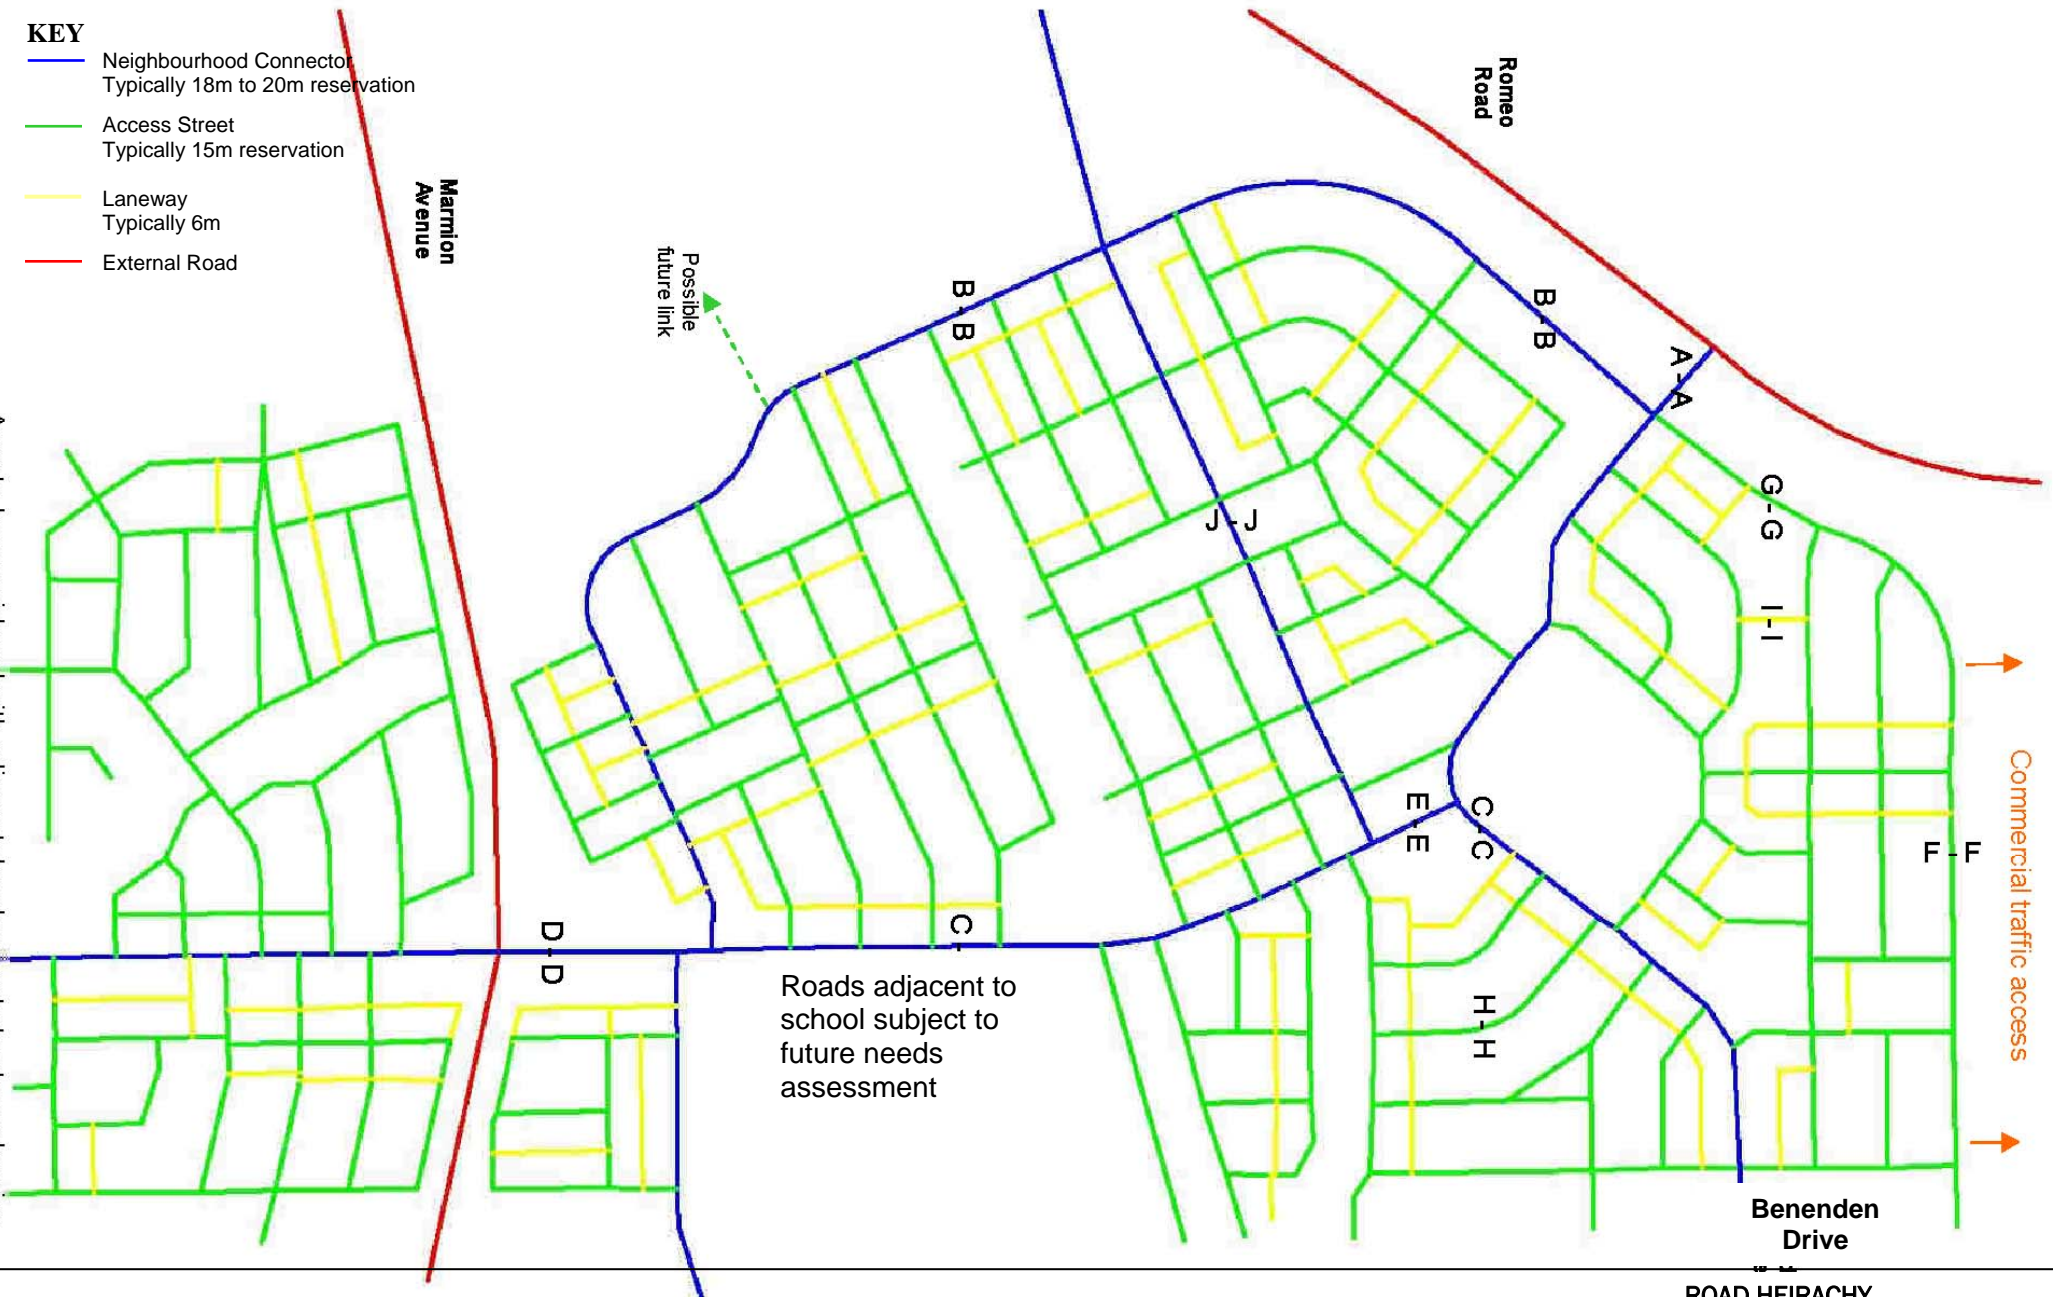 KEY
Neighbourhood Connector
Typically 18m to 20m reservation
Access Street
Typically 15m reservation
Laneway
Typically 6m
External Road
Marmion
Avenue
Romeo
Road
Possible
future link
B - B
B - B
A - A
G - G
J - J
I - I
E - E
C - C
F - F
Commercial traffic access
D - D
C -
H - H
Roads adjacent to
school subject to
future needs
assessment
Benenden
Drive
ROAD HEIRACHY